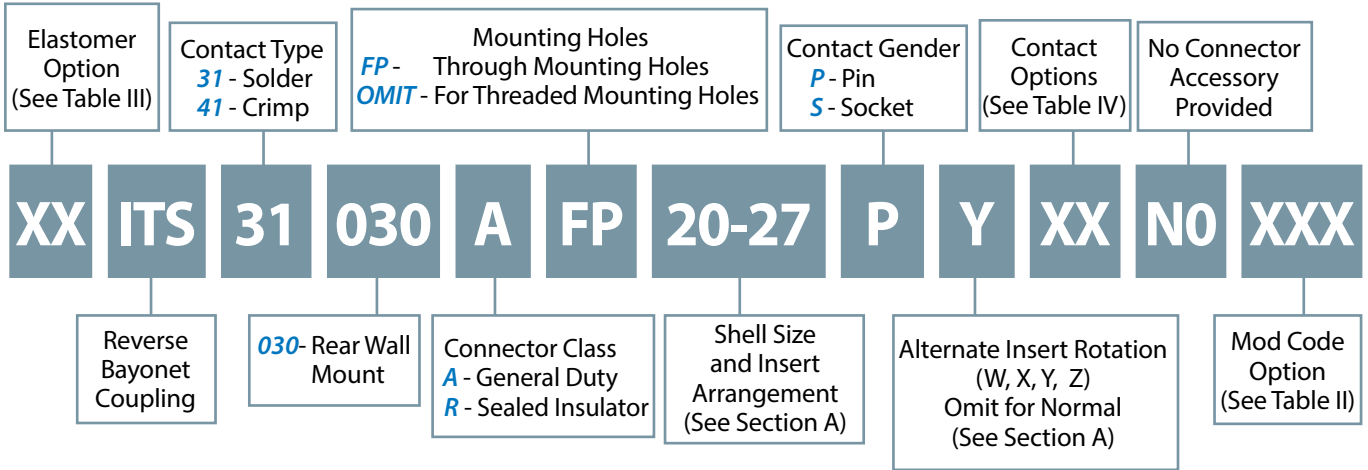 Elastomer
Option
(See Table III)
Contact Type
31 - Solder
41 - Crimp
Mounting Holes
FP - Through Mounting Holes
OMIT - For Threaded Mounting Holes
Contact Gender
P - Pin
S - Socket
Contact
Options
(See Table IV)
No Connector
Accessory
Provided
XX ITS 31 030 A FP 20-27 P Y XX N0 XXX
Reverse
Bayonet
Coupling
030- Rear Wall
Mount
Connector Class
A - General Duty
R - Sealed Insulator
Shell Size
and Insert
Arrangement
(See Section A)
Alternate Insert Rotation
(W, X, Y, Z)
Omit for Normal
(See Section A)
Mod Code
Option
(See Table II)